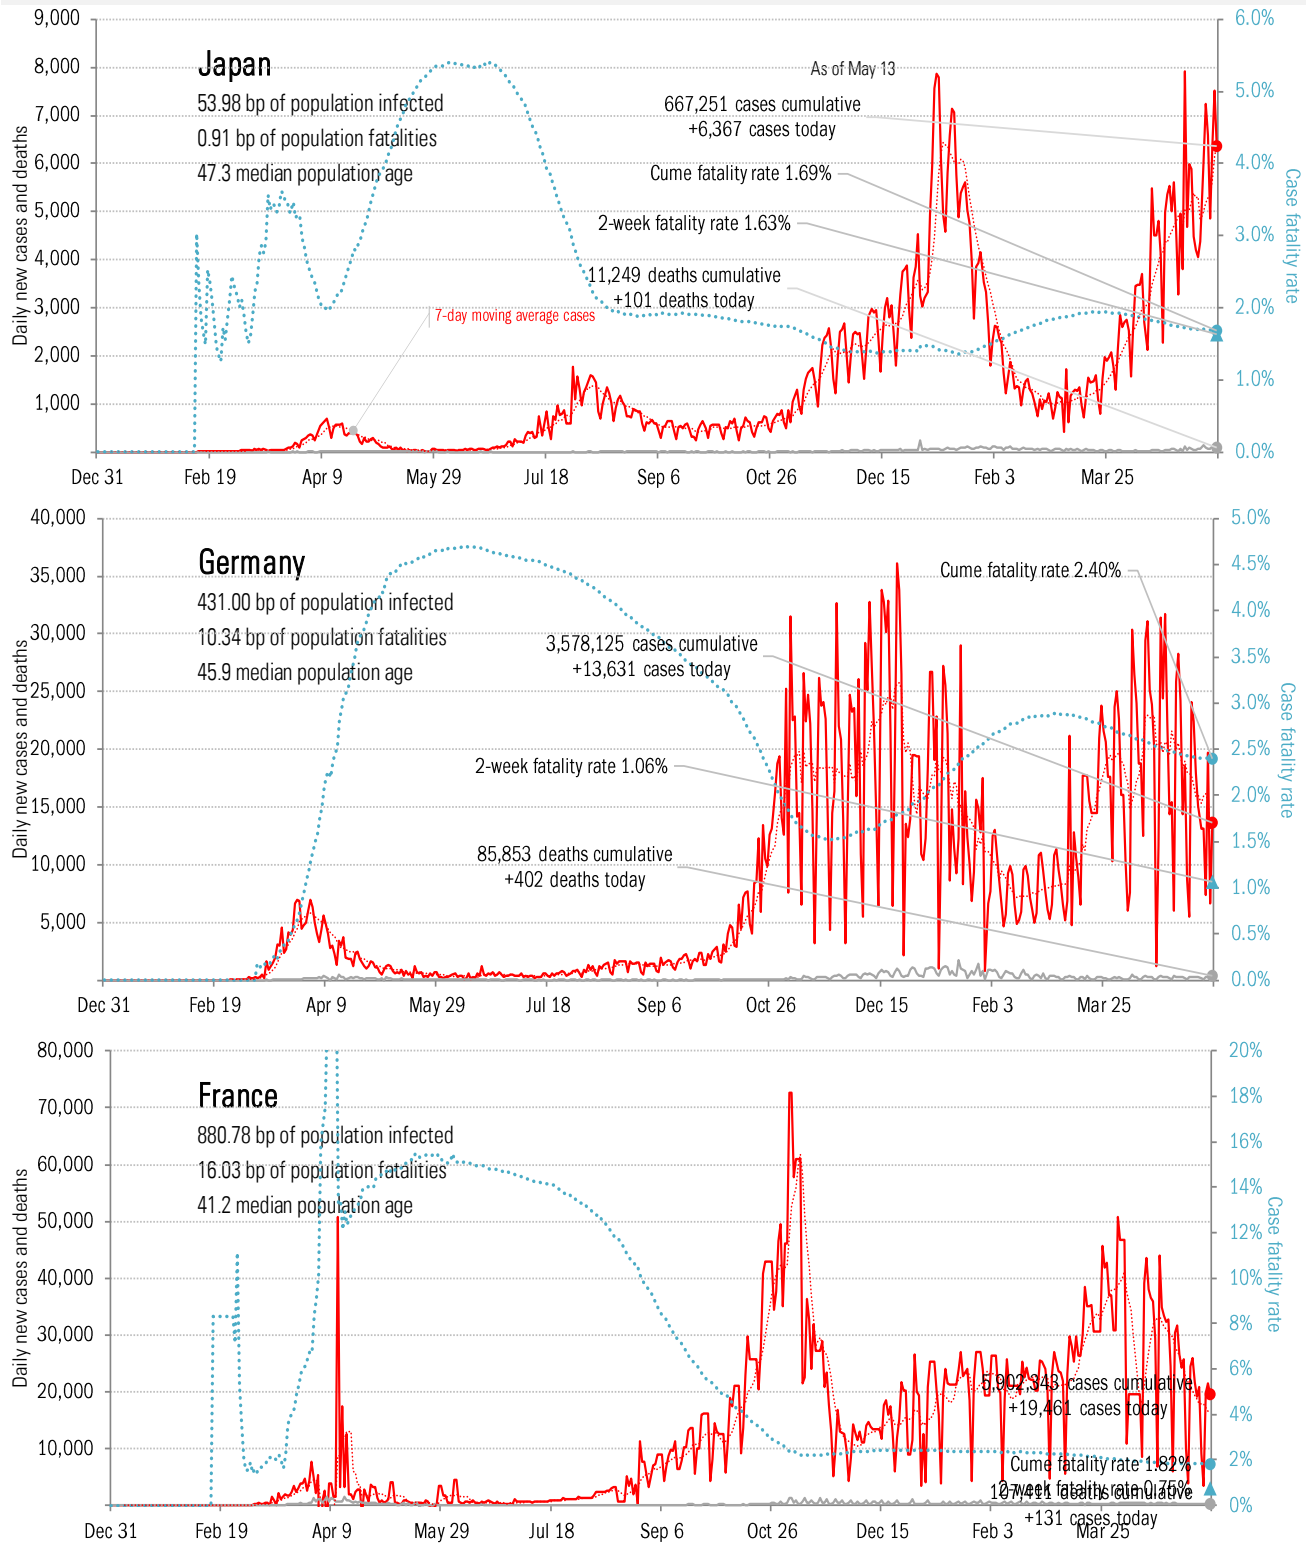 9,000
8,000
7,000
6,000
5,000
4,000
3,000
2,000
1,000
Daily new cases and deaths
Japan
53.98 bp of population infected
0.91 bp of population fatalities
47.3 median population age
As of May 13
667,251 cases cumulative
+6,367 cases today
Cume fatality rate 1.69%
2-week fatality rate 1.63%
11,249 deaths cumulative
+101 deaths today
7-day moving average cases
6.0%
5.0%
4.0%
3.0%
2.0%
1.0%
0.0%
Case fatality rate
Dec 31
Feb 19
Apr 9
May 29
Jul 18
Sep 6
Oct 26
Dec 15
Feb 3
Mar 25
40,000
35,000
30,000
25,000
20,000
15,000
10,000
5,000
Daily new cases and deaths
Germany
431.00 bp of population infected
10.34 bp of population fatalities
45.9 median population age
Cume fatality rate 2.40%
3,578,125 cases cumulative
+13,631 cases today
2-week fatality rate 1.06%
85,853 deaths cumulative
+402 deaths today
5.0%
4.5%
4.0%
3.5%
3.0%
2.5%
2.0%
1.5%
1.0%
0.5%
0.0%
Case fatality rate
Dec 31
Feb 19
Apr 9
May 29
Jul 18
Sep 6
Oct 26
Dec 15
Feb 3
Mar 25
80,000
70,000
60,000
50,000
40,000
30,000
20,000
10,000
Daily new cases and deaths
France
880.78 bp of population infected
16.03 bp of population fatalities
41.2 median population age
5,902,343 cases cumulative
+19,461 cases today
Cume fatality rate 1.82%
2-week fatality rate 0.75%
107,411 deaths cumulative
+131 cases today
20%
18%
16%
14%
12%
10%
8%
6%
4%
2%
0%
Case fatality rate
Dec 31
Feb 19
Apr 9
May 29
Jul 18
Sep 6
Oct 26
Dec 15
Feb 3
Mar 25